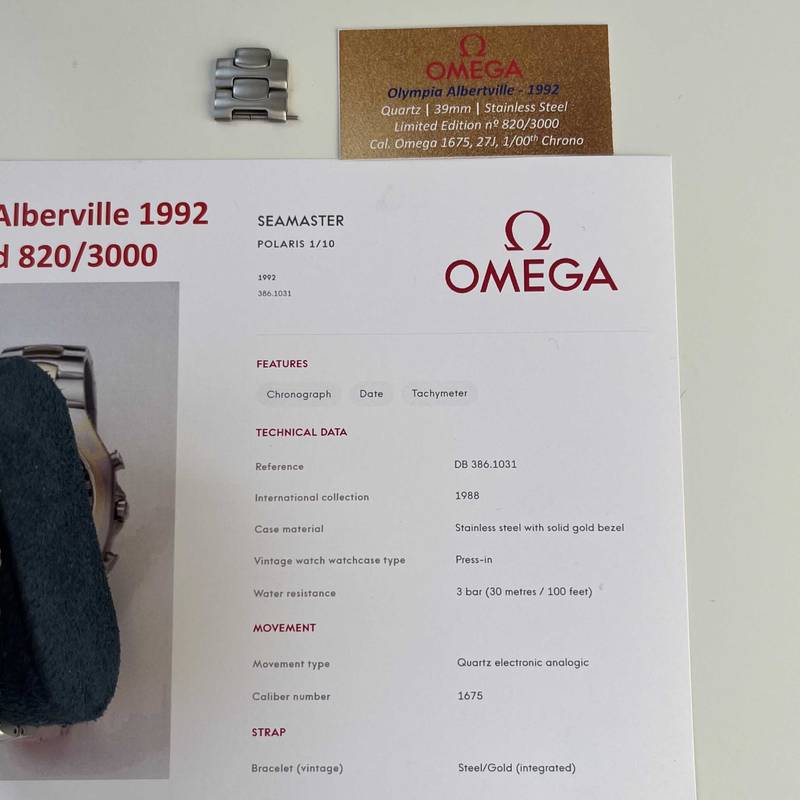 OMEGA
Olympia Albertville - 1992
Quartz | 39mm | Stainless Steel
Limited Edition nº 820/3000
Cal. Omega 1675, 27J, 1/00th Chrono
Alberville 1992
d 820/3000
SEAMASTER
POLARIS 1/10
1992
386.1031
OMEGA
FEATURES
Chronograph Date Tachymeter
TECHNICAL DATA
Reference DB 386.1031
International collection 1988
Case material Stainless steel with solid gold bezel
Vintage watch watchcase type Press-in
Water resistance 3 bar (30 metres / 100 feet)
MOVEMENT
Movement type Quartz electronic analogic
Caliber number 1675
STRAP
Bracelet (vintage) Steel/Gold (integrated)